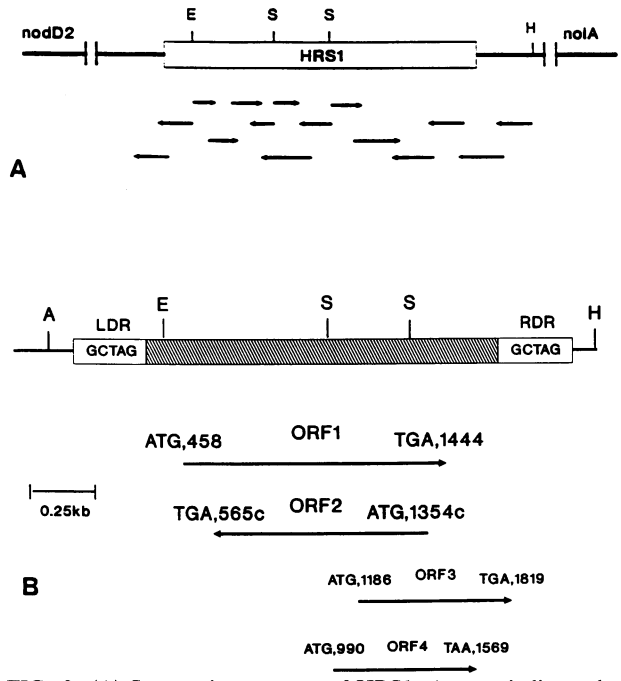 E S S
nodD2 H nolA
HRS1
A
A LDR E S S RDR H
GCTAG GCTAG
ORF1
ATG,458 TGA,1444
ORF2
TGA,565c ATG,1354c
0.25kb
B
ATG,1186 ORF3 TGA,1819
ATG,990 ORF4 TAA,1569